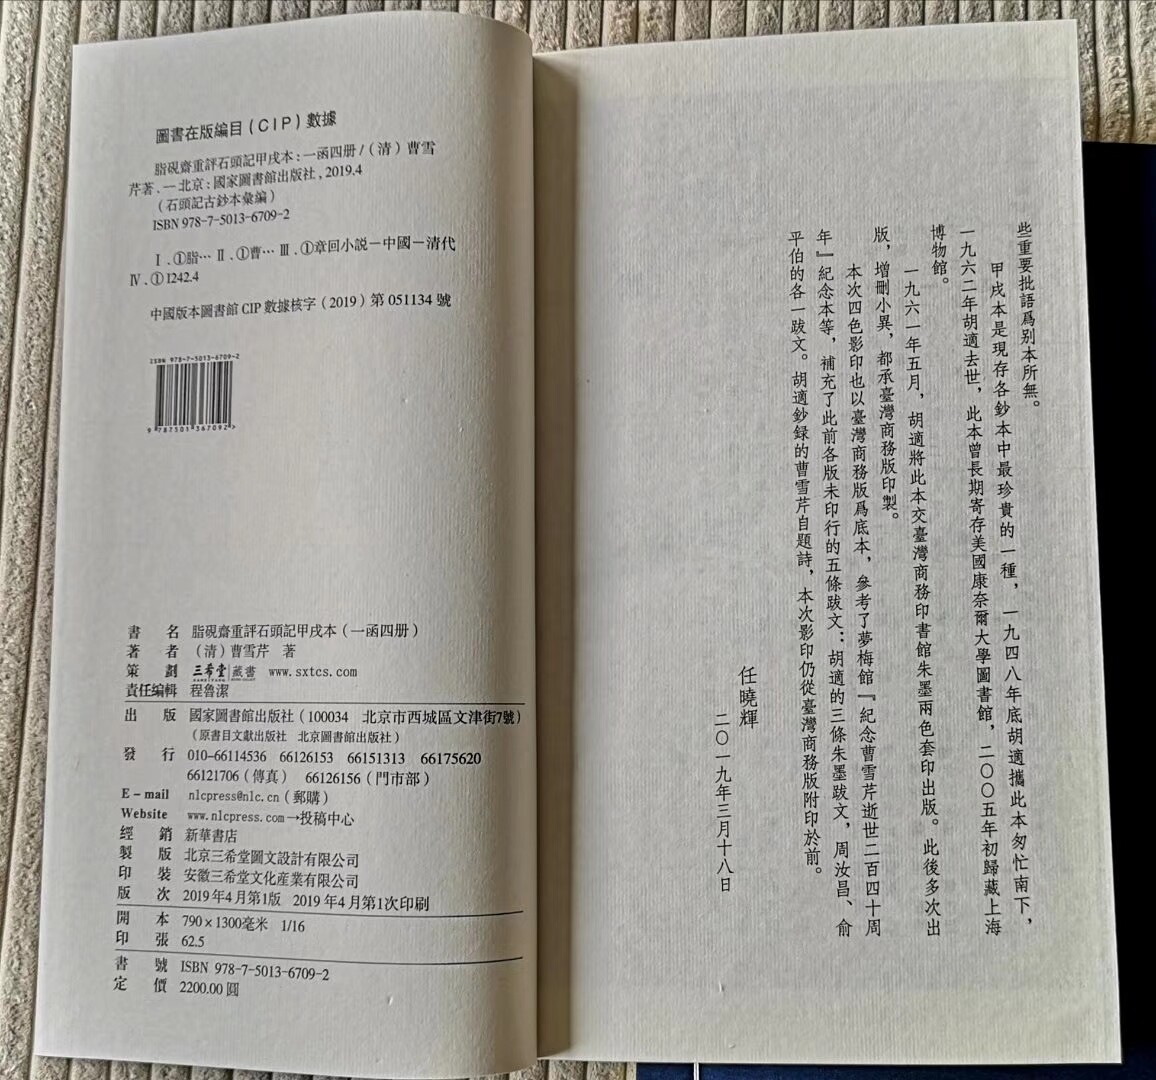 圖書在版編目(CIP)數據
脂硯齋重評石頭記甲戌本：一函四册/（清）曹雪
芹著. —北京：國家圖書館出版社，2019.4
（石頭記古鈔本彙編）
ISBN 978-7-5013-6709-2
Ⅰ.①脂… Ⅱ.①曹… Ⅲ.①章回小説－中國－清代
Ⅳ.①I242.4
中國版本圖書館CIP數據核字(2019)第051134號
ISBN 978-7-5013-6709-2
9 787501 367092 >
書　名　脂硯齋重評石頭記甲戌本（一函四册）
著　者　（清）曹雪芹　著
策　劃　三希堂 藏書　www.sxtcs.com
責任编輯　程魯潔
出　版　國家圖書館出版社（100034　北京市西城區文津街7號）
（原書目文獻出版社　北京圖書館出版社）
發　行　010-66114536　66126153　66151313　66175620
66121706（傳真）　66126156（門市部）
E-mail　nlcpress@nlc.cn（郵購）
Website　www.nlcpress.com→投稿中心
經　銷　新華書店
製　版　北京三希堂圖文設計有限公司
印　裝　安徽三希堂文化産業有限公司
版　次　2019年4月第1版　2019年4月第1次印刷
開　本　790×1300毫米　1/16
印　張　62.5
書　號　ISBN 978-7-5013-6709-2
定　價　2200.00圓
些重要批語爲别本所無。
甲戌本是現存各鈔本中最珍貴的一種，一九四八年底胡適攜此本匆忙南下，
一九六二年胡適去世，此本曾長期寄存美國康奈爾大學圖書館，二〇〇五年初歸藏上海
博物館。
一九六一年五月，胡適將此本交臺灣商務印書館朱墨兩色套印出版。此後多次出
版，增刪小異，都承臺灣商務版印製。
本次四色影印也以臺灣商務版爲底本，參考了夢梅館『紀念曹雪芹逝世二百四十周
年』紀念本等，補充了此前各版未印行的五條跋文：胡適的三條朱墨跋文，周汝昌、俞
平伯的各一跋文。胡適鈔録的曹雪芹自題詩，本次影印仍從臺灣商務版附印於前。
任曉輝
二〇一九年三月十八日